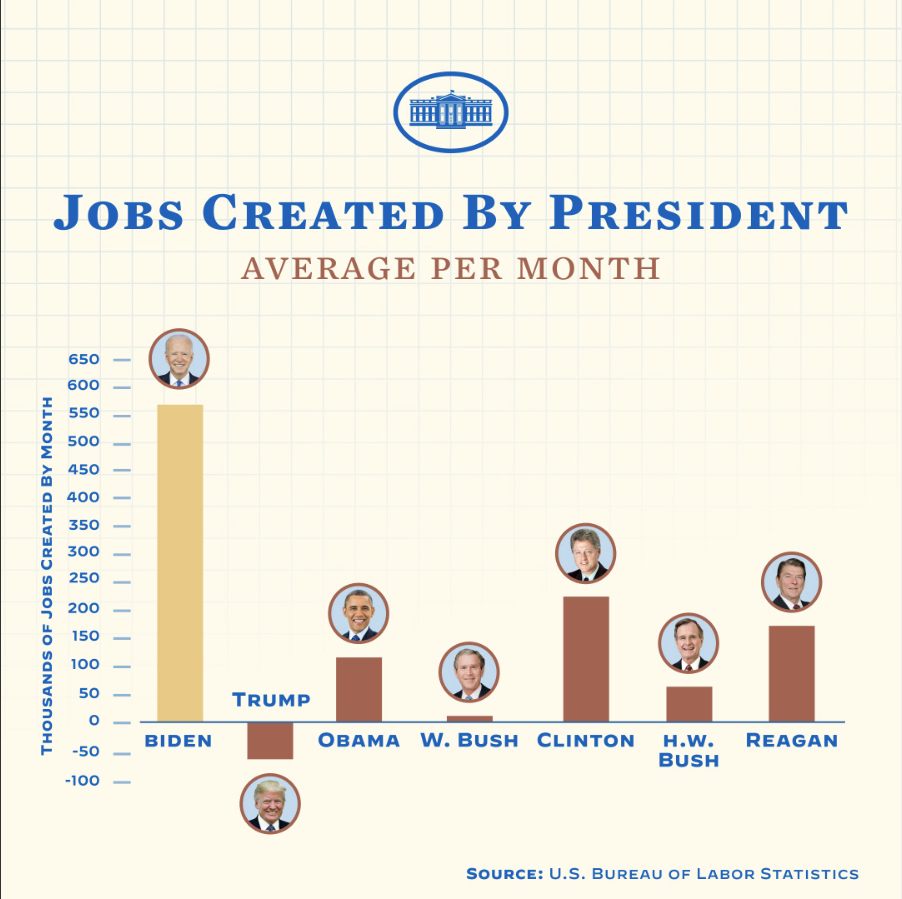 Jobs Created By President
AVERAGE PER MONTH
Thousands of Jobs Created By Month
650
600
550
500
450
400
350
300
250
200
150
100
50
0
-50
-100
BIDEN
TRUMP
OBAMA
W. BUSH
CLINTON
H.W.
BUSH
REAGAN
SOURCE: U.S. BUREAU OF LABOR STATISTICS